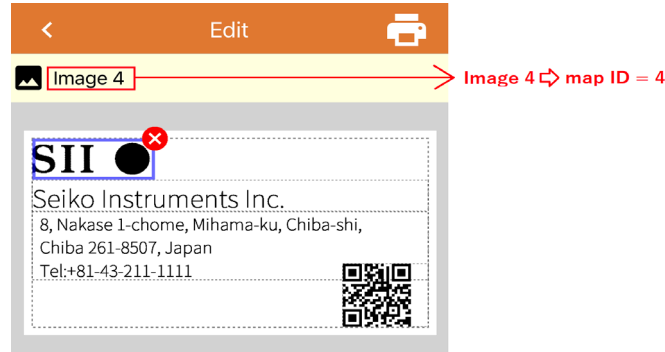 Edit
Image 4
Image 4 ⇨ map ID = 4
SII
Seiko Instruments Inc.
8, Nakase 1-chome, Mihama-ku, Chiba-shi,
Chiba 261-8507, Japan
Tel:+81-43-211-1111